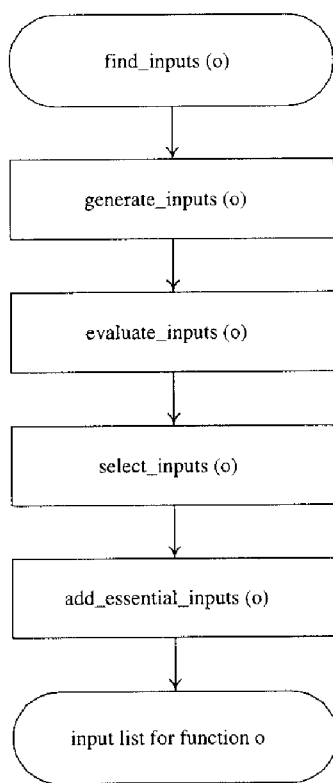 find_inputs (o)
generate_inputs (o)
evaluate_inputs (o)
select_inputs (o)
add_essential_inputs (o)
input list for function o